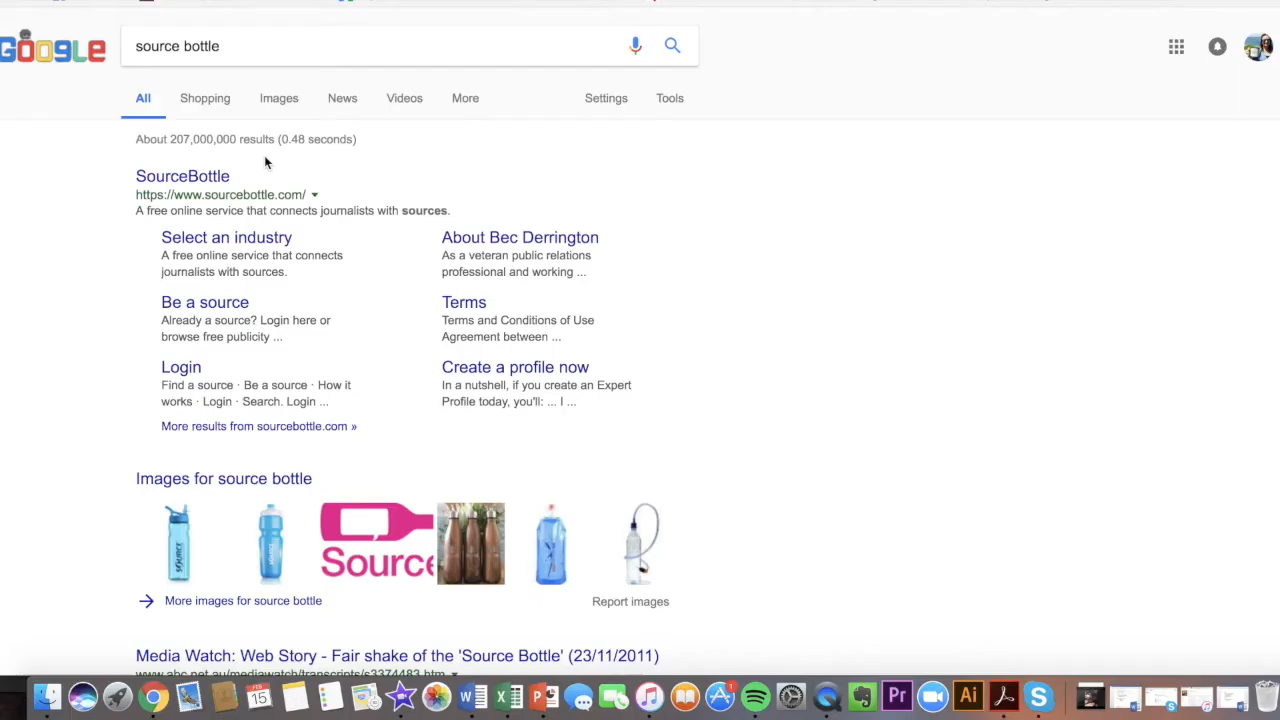 Google
source bottle
All Shopping Images News Videos More Settings Tools
About 207,000,000 results (0.48 seconds)
SourceBottle
https://www.sourcebottle.com/
A free online service that connects journalists with sources.
Select an industry
A free online service that connects
journalists with sources.
About Bec Derrington
As a veteran public relations
professional and working ...
Be a source
Already a source? Login here or
browse free publicity ...
Terms
Terms and Conditions of Use
Agreement between ...
Login
Find a source · Be a source · How it
works · Login · Search. Login ...
Create a profile now
In a nutshell, if you create an Expert
Profile today, you'll: ... I ...
More results from sourcebottle.com »
Images for source bottle
SOURCE
Source
More images for source bottle
Report images
Media Watch: Web Story - Fair shake of the 'Source Bottle' (23/11/2011)
www.abc.net.au/mediawatch/transcripts/s3374483.htm
FEB
15
1
Pr
Ai